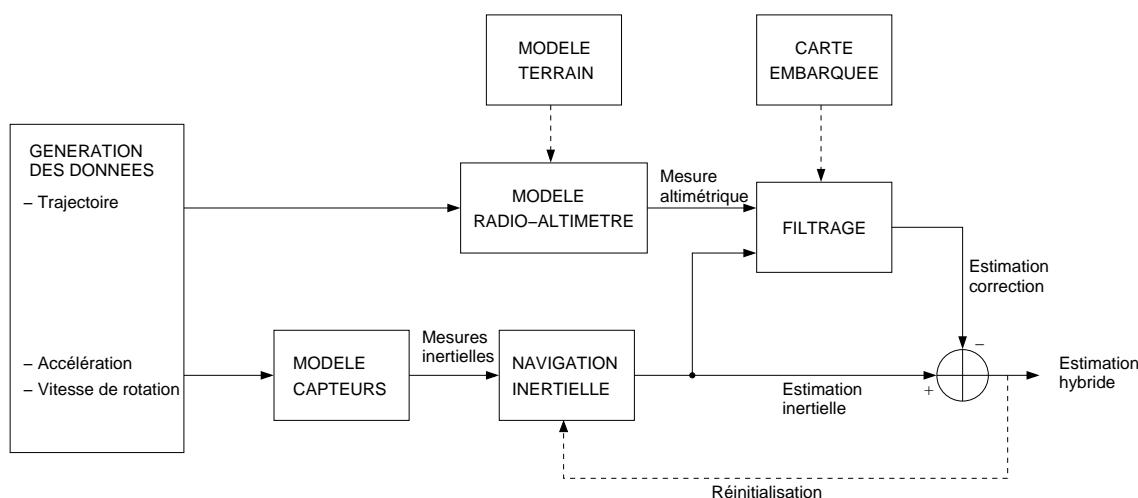 MODELE
TERRAIN
CARTE
EMBARQUEE
GENERATION
DES DONNEES
– Trajectoire
– Accélération
– Vitesse de rotation
MODELE
RADIO–ALTIMETRE
Mesure
altimétrique
FILTRAGE
Estimation
correction
MODELE
CAPTEURS
Mesures
inertielles
NAVIGATION
INERTIELLE
Estimation
inertielle
–
+
Estimation
hybride
Réinitialisation